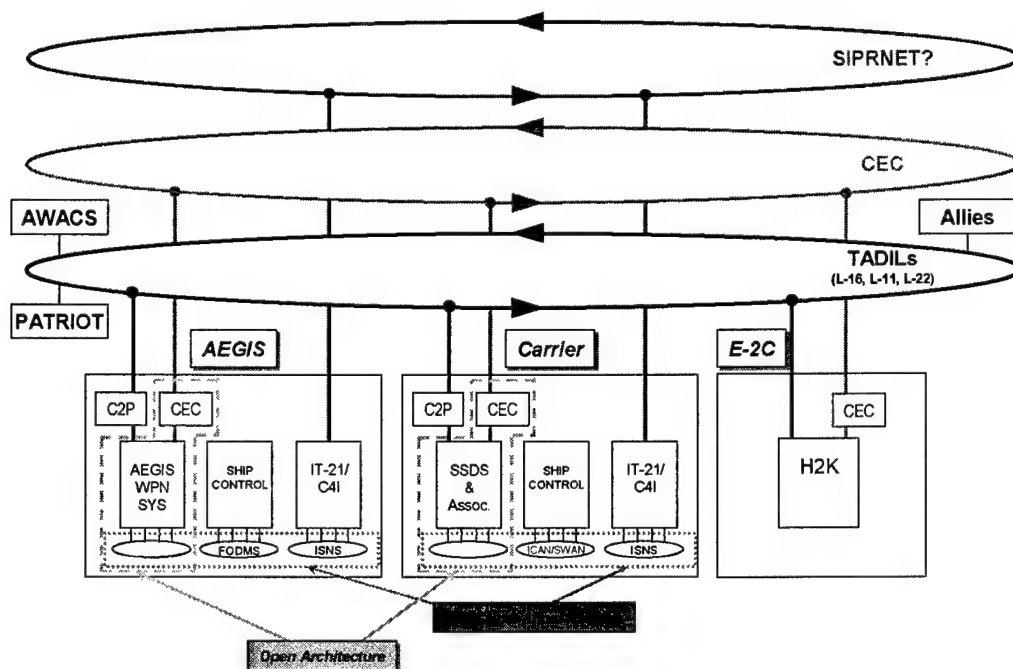 SIPRNET?
CEC
AWACS
Allies
TADILs
(L-16, L-11, L-22)
PATRIOT
AEGIS
Carrier
E-2C
C2P
CEC
C2P
CEC
CEC
AEGIS
WPN
SYS
SHIP
CONTROL
IT-21/
C4I
SSDS
&
Assoc.
SHIP
CONTROL
IT-21/
C4I
H2K
FODMS
ISNS
ICAN/SWAN
ISNS
Open Architecture